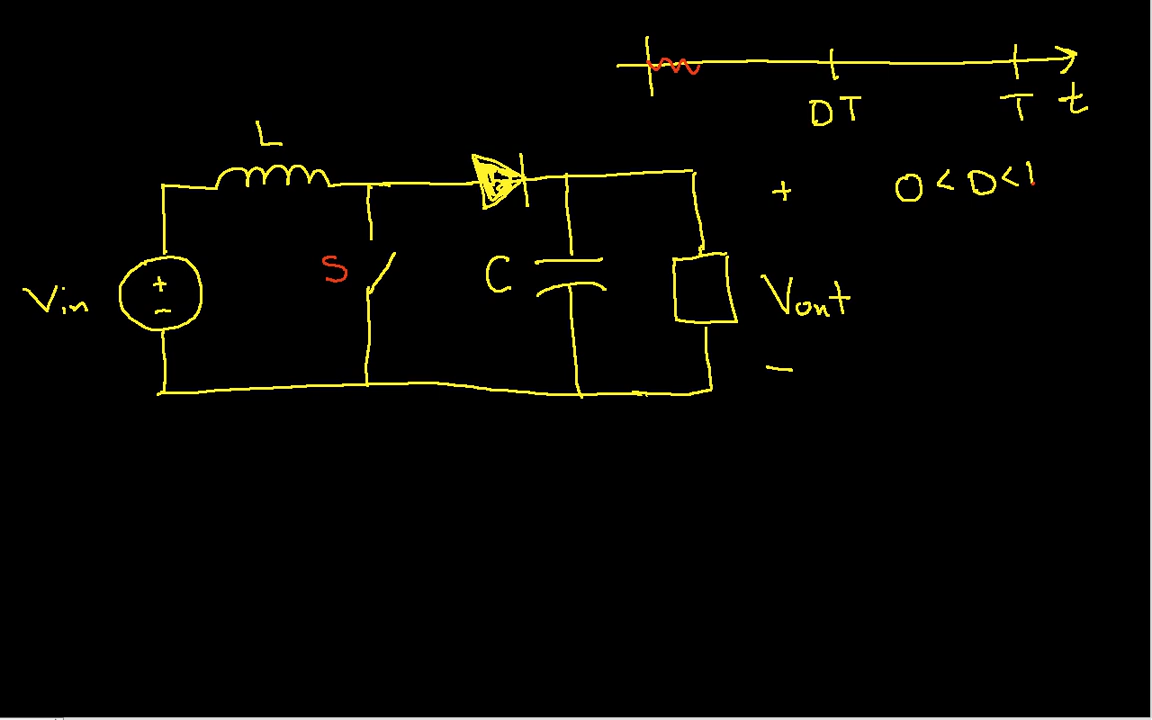 DT T t
L
+ 0 < D < 1
S C
Vin + - Vout
-